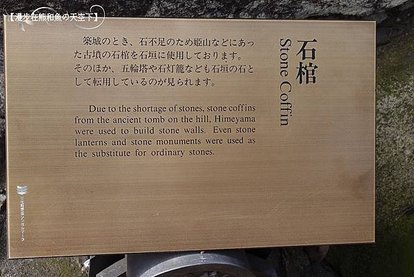 【漫步在熊和魚の天空下】
石棺
Stone Coffin
築城のとき、石不足のため姫山などにあっ
た古墳の石棺を石垣に使用しております。
そのほか、五輪塔や石灯籠なども石垣の石と
して転用しているのが見られます。
Due to the shortage of stones, stone coffins
from the ancient tomb on the hill, Himeyama
were used to build stone walls. Even stone
lanterns and stone monuments were used as
the substitute for ordinary stones.